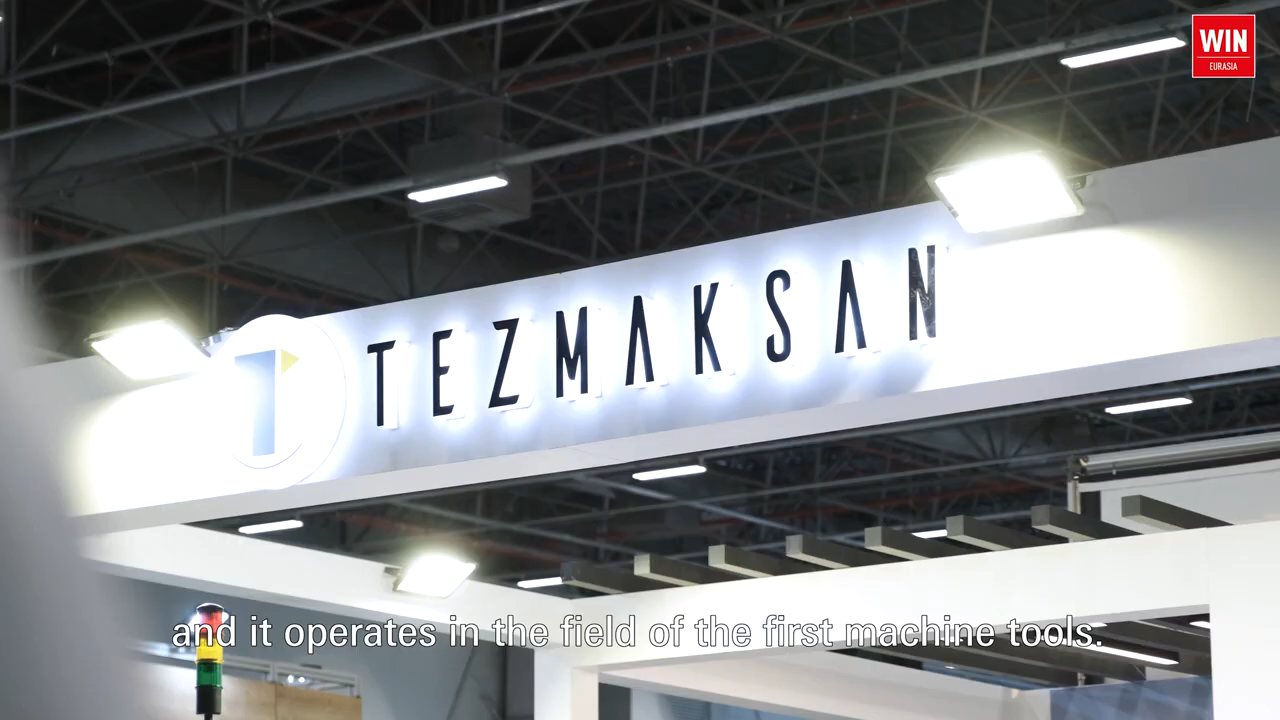 WIN
EURASIA
TEZMAKSAN
and it operates in the field of the first machine tools.